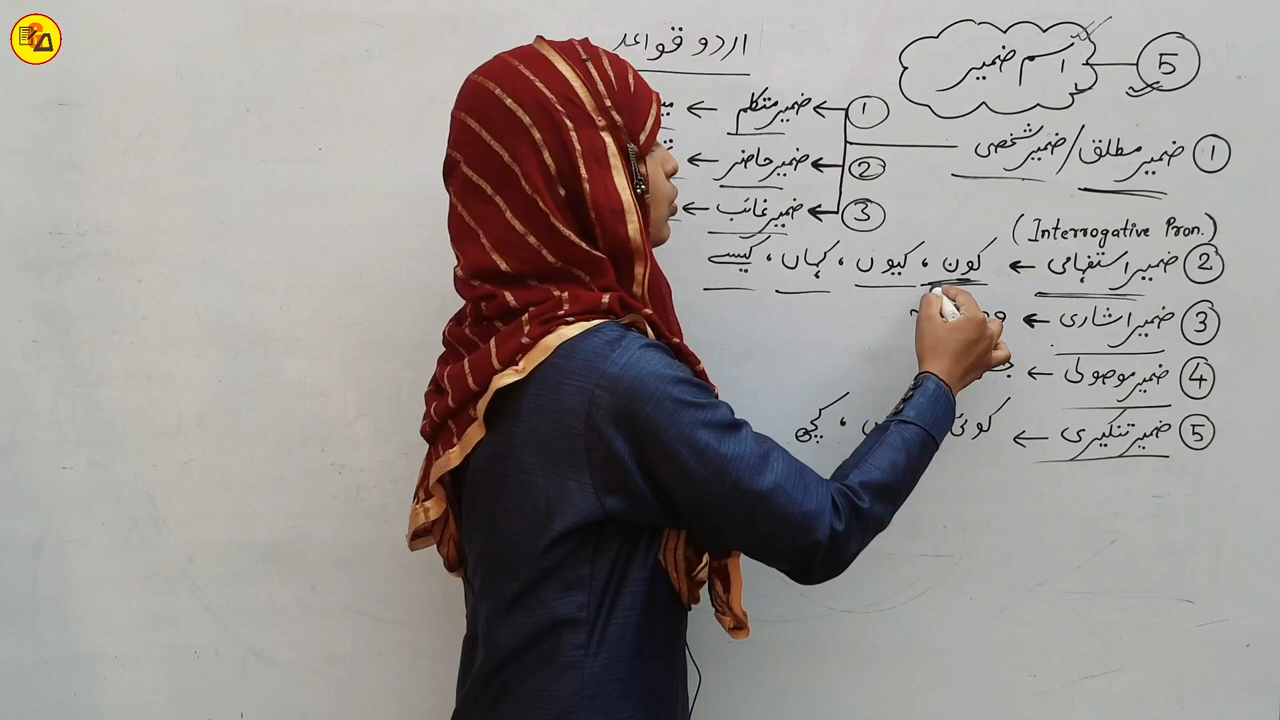 اردو قواعد
اسم ضمیر 5
1 ضمیر مطلق/ضمیر شخصی
1 ← ضمیر متکلم ←
2 ← ضمیر حاضر ←
3 ← ضمیر غائب ←
(Interrogative Pron.)
2 ضمیر استفہامی ← کون، کیوں، کہاں، کیسے
3 ضمیر اشاری ←
4 ضمیر موصولی ←
5 ضمیر تنکیری ← کوئی ، کچھ